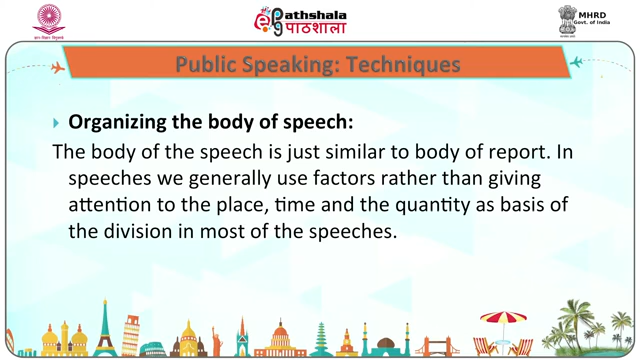 ePathshala
पाठशाला
MHRD
Govt. of India
Public Speaking: Techniques
Organizing the body of speech:
The body of the speech is just similar to body of report. In
speeches we generally use factors rather than giving
attention to the place, time and the quantity as basis of
the division in most of the speeches.